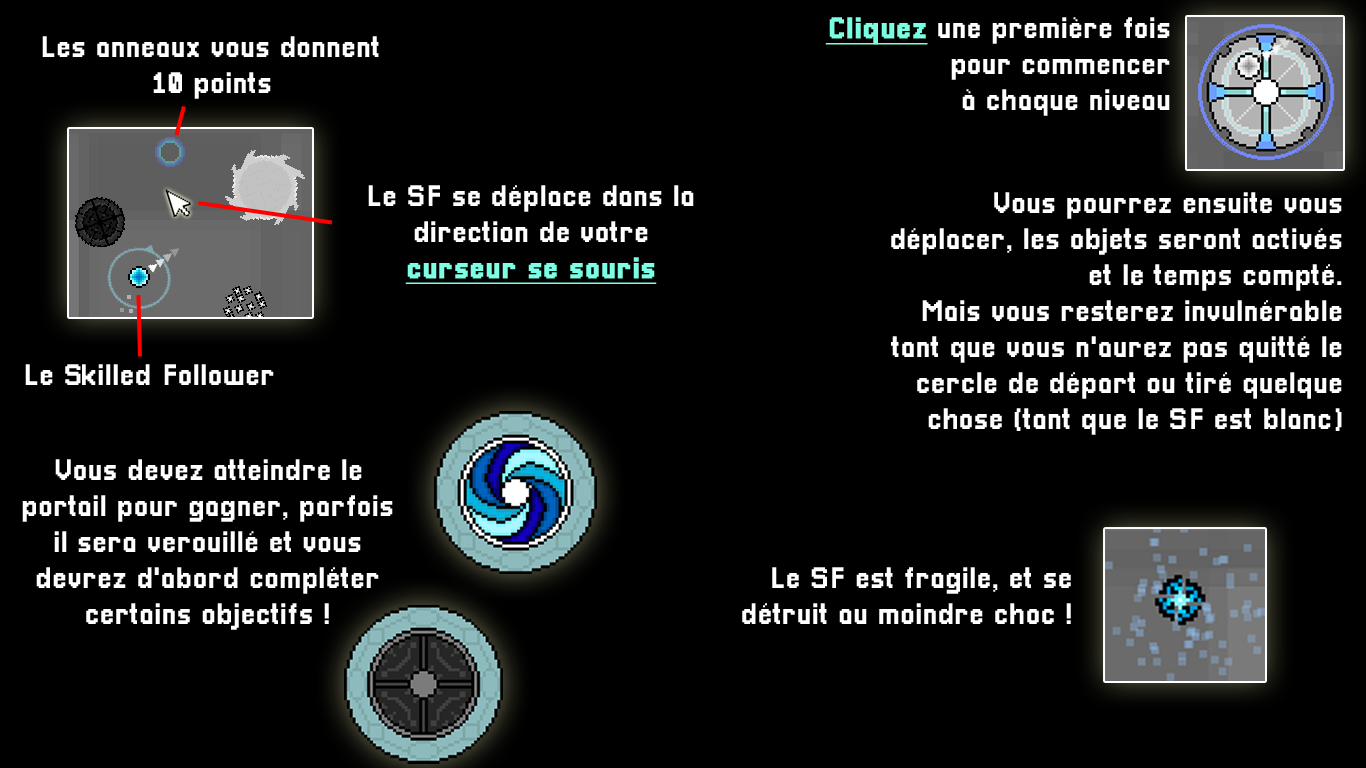 Les anneaux vous donnent
10 points
Le SF se déplace dans la
direction de votre
curseur se souris
Le Skilled Follower
Vous devez atteindre le
portail pour gagner, parfois
il sera verouillé et vous
devrez d'abord compléter
certains objectifs !
Cliquez une première fois
pour commencer
à chaque niveau
Vous pourrez ensuite vous
déplacer, les objets seront activés
et le temps compté.
Mais vous resterez invulnérable
tant que vous n'aurez pas quitté le
cercle de départ ou tiré quelque
chose (tant que le SF est blanc)
Le SF est fragile, et se
détruit au moindre choc !